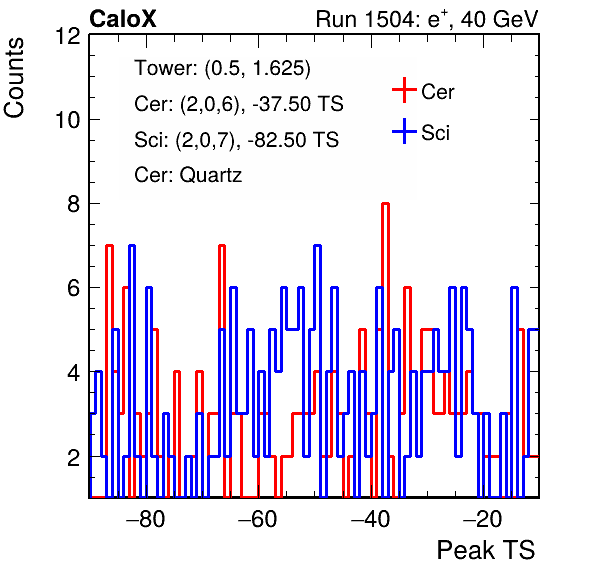 CaloX Run 1504: e⁺, 40 GeV
Counts
12
10
8
6
4
2
Tower: (0.5, 1.625)
Cer: (2,0,6), -37.50 TS
Sci: (2,0,7), -82.50 TS
Cer: Quartz
Cer
Sci
−80 −60 −40 −20
Peak TS